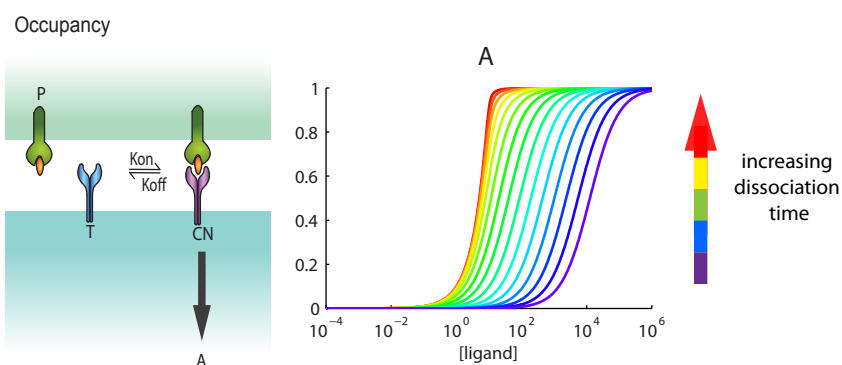 Occupancy
P
Kon
Koff
T
CN
A
A
1
0.8
0.6
0.4
0.2
0
10^−4
10^−2
10^0
10^2
10^4
10^6
[ligand]
increasing
dissociation
time